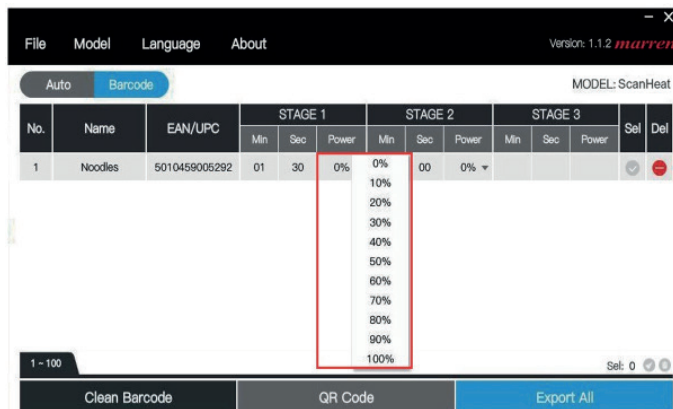 File Model Language About Version: 1.1.2 marren
Auto Barcode MODEL: ScanHeat
No. Name EAN/UPC STAGE 1 STAGE 2 STAGE 3 Sel Del
Min Sec Power Min Sec Power Min Sec Power
1 Noodles 5010459005292 01 30 0% 0% 00 0%
10%
20%
30%
40%
50%
60%
70%
80%
90%
100%
1 ~ 100 Sel: 0
Clean Barcode QR Code Export All